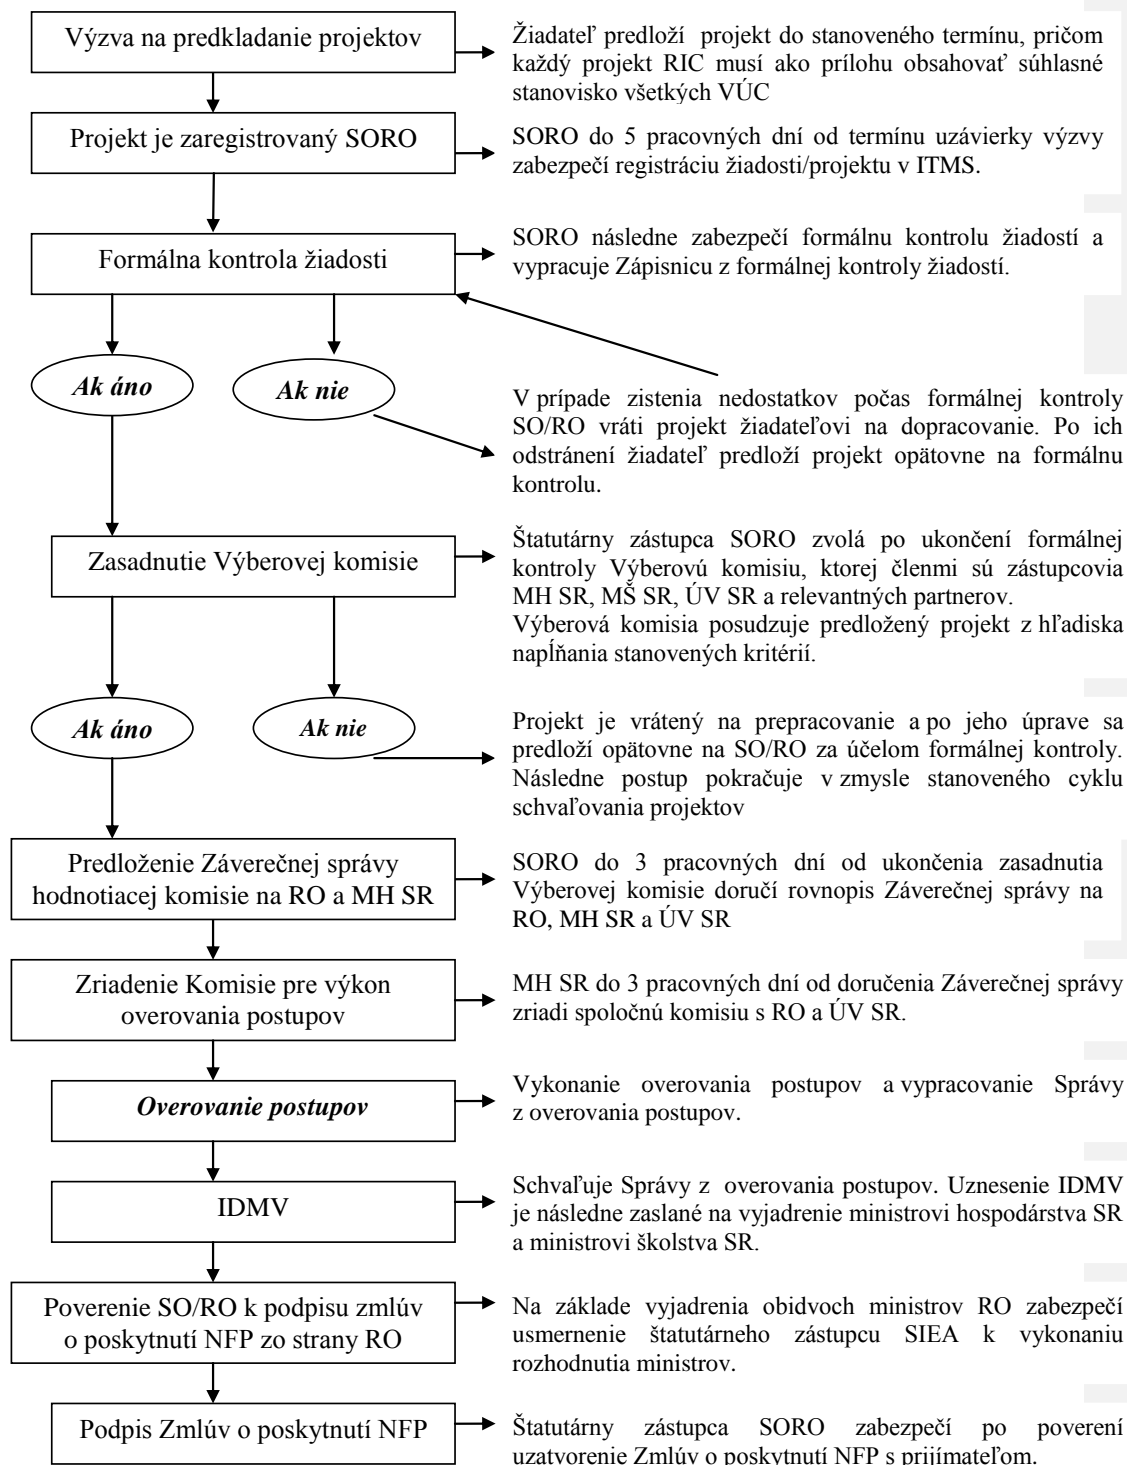 Výzva na predkladanie projektov
Žiadateľ predloží projekt do stanoveného termínu, pričom
každý projekt RIC musí ako prílohu obsahovať súhlasné
stanovisko všetkých VÚC
Projekt je zaregistrovaný SORO
SORO do 5 pracovných dní od termínu uzávierky výzvy
zabezpečí registráciu žiadosti/projektu v ITMS.
Formálna kontrola žiadosti
SORO následne zabezpečí formálnu kontrolu žiadostí a
vypracuje Zápisnicu z formálnej kontroly žiadostí.
Ak áno
Ak nie
V prípade zistenia nedostatkov počas formálnej kontroly
SO/RO vráti projekt žiadateľovi na dopracovanie. Po ich
odstránení žiadateľ predloží projekt opätovne na formálnu
kontrolu.
Zasadnutie Výberovej komisie
Štatutárny zástupca SORO zvolá po ukončení formálnej
kontroly Výberovú komisiu, ktorej členmi sú zástupcovia
MH SR, MŠ SR, ÚV SR a relevantných partnerov.
Výberová komisia posudzuje predložený projekt z hľadiska
napĺňania stanovených kritérií.
Ak áno
Ak nie
Projekt je vrátený na prepracovanie a po jeho úprave sa
predloží opätovne na SO/RO za účelom formálnej kontroly.
Následne postup pokračuje v zmysle stanoveného cyklu
schvaľovania projektov
Predloženie Záverečnej správy
hodnotiacej komisie na RO a MH SR
SORO do 3 pracovných dní od ukončenia zasadnutia
Výberovej komisie doručí rovnopis Záverečnej správy na
RO, MH SR a ÚV SR
Zriadenie Komisie pre výkon
overovania postupov
MH SR do 3 pracovných dní od doručenia Záverečnej správy
zriadi spoločnú komisiu s RO a ÚV SR.
Overovanie postupov
Vykonanie overovania postupov a vypracovanie Správy
z overovania postupov.
IDMV
Schvaľuje Správy z overovania postupov. Uznesenie IDMV
je následne zaslané na vyjadrenie ministrovi hospodárstva SR
a ministrovi školstva SR.
Poverenie SO/RO k podpisu zmlúv
o poskytnutí NFP zo strany RO
Na základe vyjadrenia obidvoch ministrov RO zabezpečí
usmernenie štatutárneho zástupcu SIEA k vykonaniu
rozhodnutia ministrov.
Podpis Zmlúv o poskytnutí NFP
Štatutárny zástupca SORO zabezpečí po poverení
uzatvorenie Zmlúv o poskytnutí NFP s prijímateľom.